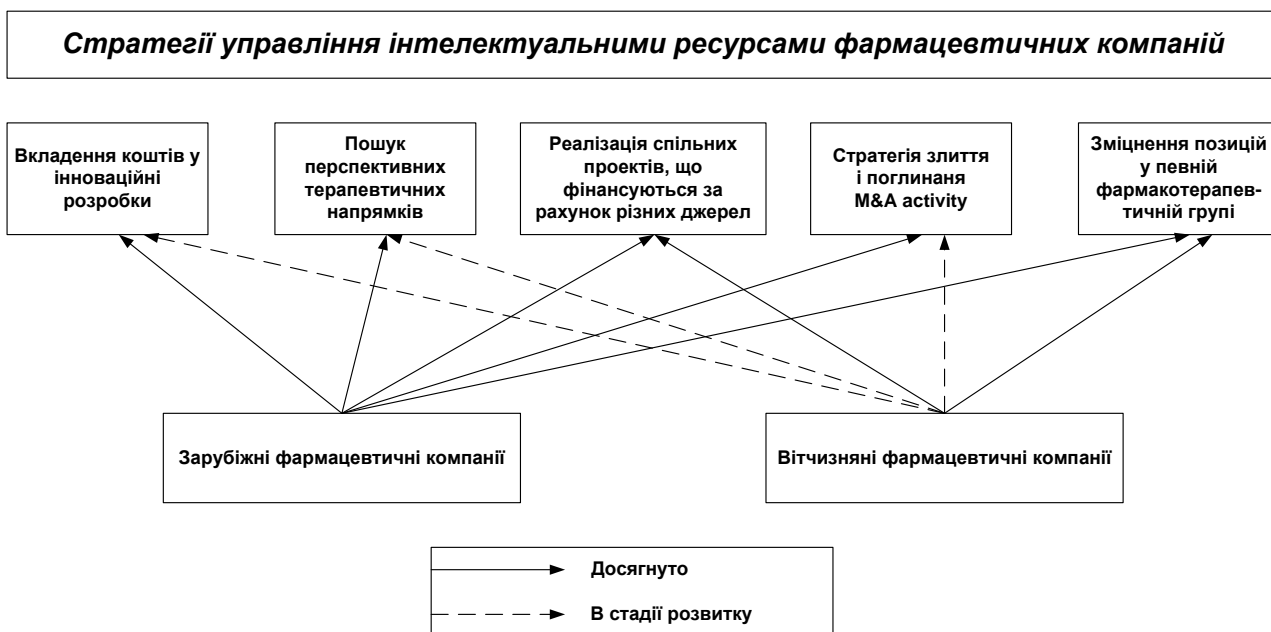 Стратегії управління інтелектуальними ресурсами фармацевтичних компаній
Вкладення коштів у
інноваційні
розробки
Пошук
перспективних
терапевтичних
напрямків
Реалізація спільних
проектів, що
фінансуються за
рахунок різних джерел
Стратегія злиття
і поглинаня
M&A activity
Зміцнення позицій
у певній
фармакотерапев-
тичній групі
Зарубіжні фармацевтичні компанії
Вітчизняні фармацевтичні компанії
Досягнуто
В стадії розвитку